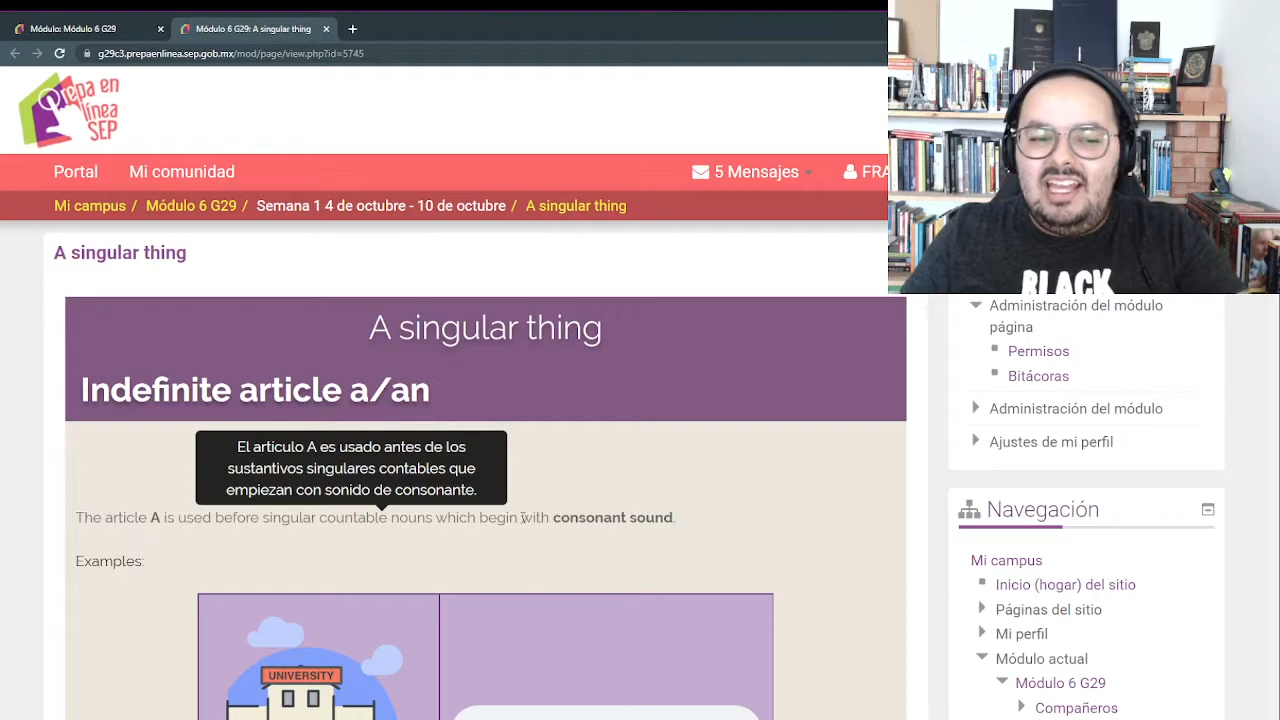 Módulo: Módulo 6 G29
Módulo 6 G29: A singular thing
g29c3.prepaenlinea.sep.gob.mx/mod/page/view.php?id=5745
Prepa en
línea
SEP
Portal
Mi comunidad
5 Mensajes
FRA
Mi campus / Módulo 6 G29 / Semana 1 4 de octubre - 10 de octubre / A singular thing
A singular thing
A singular thing
Indefinite article a/an
El artículo A es usado antes de los
sustantivos singulares contables que
empiezan con sonido de consonante.
The article A is used before singular countable nouns which begin with consonant sound.
Examples:
UNIVERSITY
BLACK
Administración del módulo
página
Permisos
Bitácoras
Administración del módulo
Ajustes de mi perfil
Navegación
Mi campus
Inicio (hogar) del sitio
Páginas del sitio
Mi perfil
Módulo actual
Módulo 6 G29
Compañeros